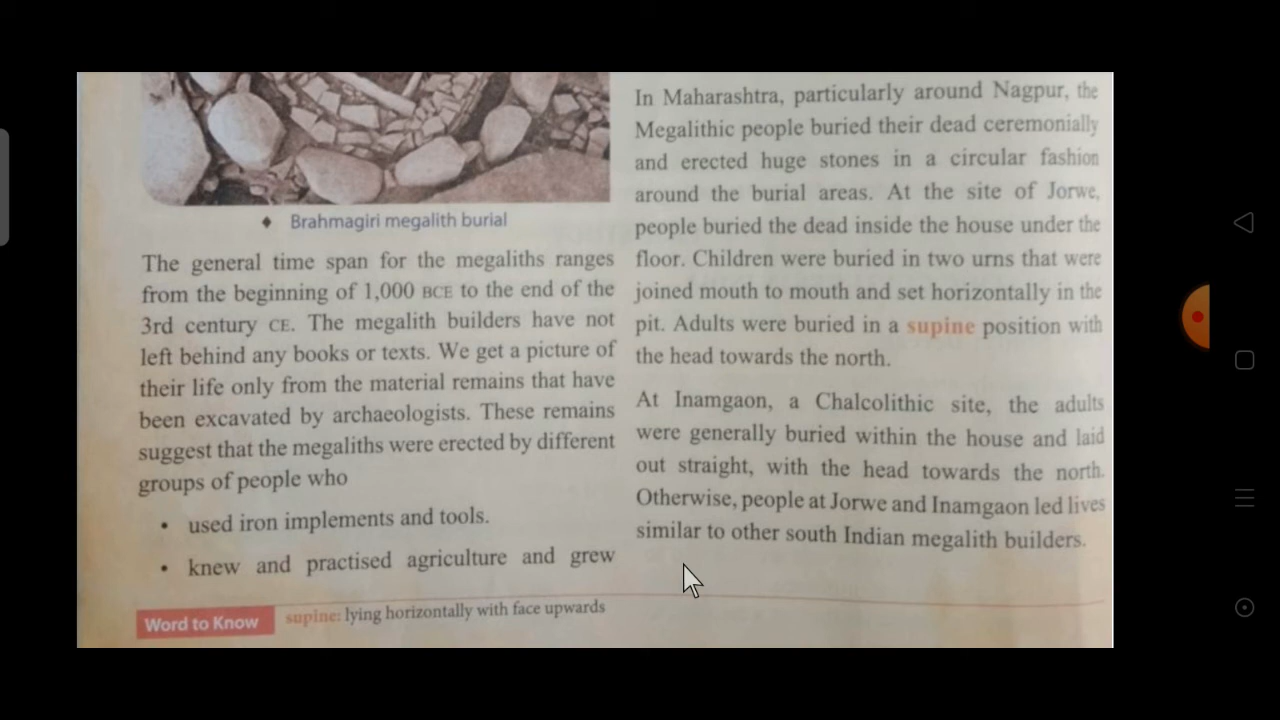 ♦ Brahmagiri megalith burial
The general time span for the megaliths ranges
from the beginning of 1,000 BCE to the end of the
3rd century CE. The megalith builders have not
left behind any books or texts. We get a picture of
their life only from the material remains that have
been excavated by archaeologists. These remains
suggest that the megaliths were erected by different
groups of people who
• used iron implements and tools.
• knew and practised agriculture and grew
In Maharashtra, particularly around Nagpur, the
Megalithic people buried their dead ceremonially
and erected huge stones in a circular fashion
around the burial areas. At the site of Jorwe,
people buried the dead inside the house under the
floor. Children were buried in two urns that were
joined mouth to mouth and set horizontally in the
pit. Adults were buried in a supine position with
the head towards the north.
At Inamgaon, a Chalcolithic site, the adults
were generally buried within the house and laid
out straight, with the head towards the north.
Otherwise, people at Jorwe and Inamgaon led lives
similar to other south Indian megalith builders.
Word to Know supine: lying horizontally with face upwards